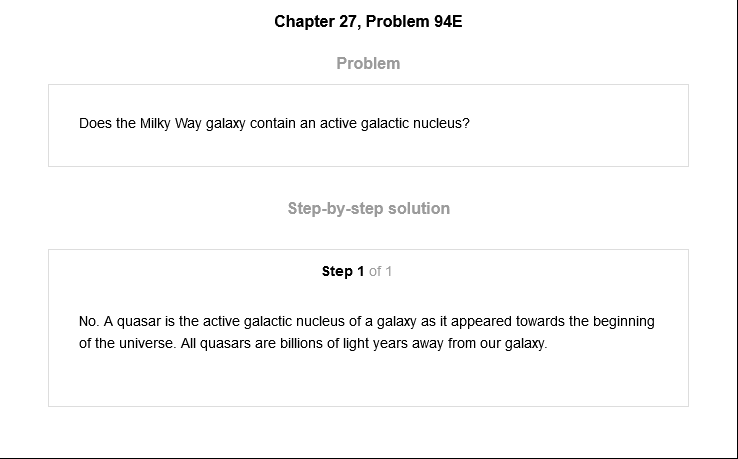 Chapter 27, Problem 94E
Problem
Does the Milky Way galaxy contain an active galactic nucleus?
Step-by-step solution
Step 1 of 1
No. A quasar is the active galactic nucleus of a galaxy as it appeared towards the beginning
of the universe. All quasars are billions of light years away from our galaxy.